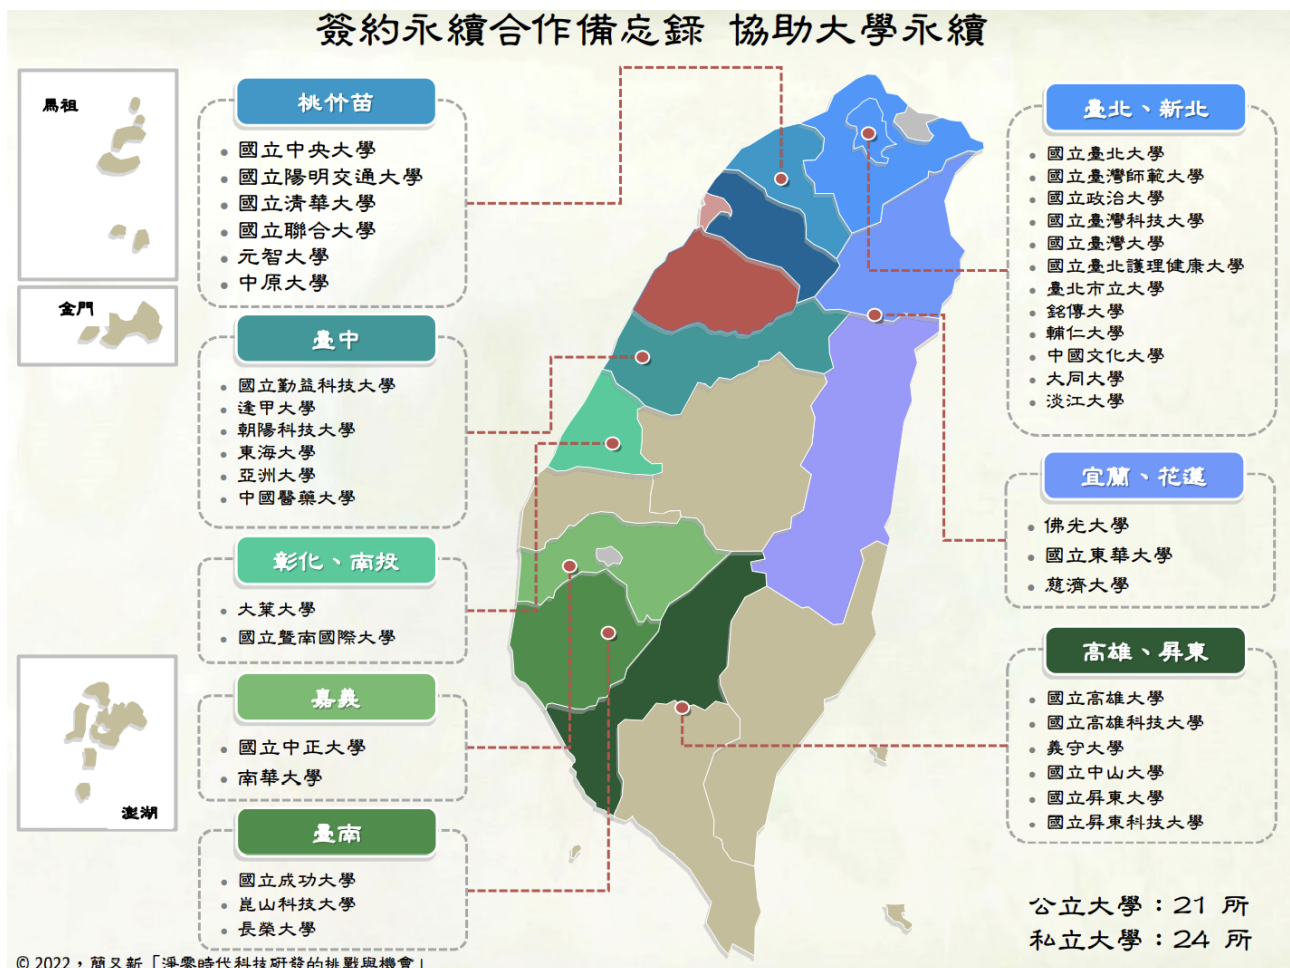 簽約永續合作備忘錄 協助大學永續
馬祖
金門
澎湖
桃竹苗
國立中央大學
國立陽明交通大學
國立清華大學
國立聯合大學
元智大學
中原大學
臺中
國立勤益科技大學
逢甲大學
朝陽科技大學
東海大學
亞洲大學
中國醫藥大學
彰化、南投
大葉大學
國立暨南國際大學
嘉義
國立中正大學
南華大學
臺南
國立成功大學
崑山科技大學
長榮大學
臺北、新北
國立臺北大學
國立臺灣師範大學
國立政治大學
國立臺灣科技大學
國立臺灣大學
國立臺北護理健康大學
臺北市立大學
銘傳大學
輔仁大學
中國文化大學
大同大學
淡江大學
宜蘭、花蓮
佛光大學
國立東華大學
慈濟大學
高雄、屏東
國立高雄大學
國立高雄科技大學
義守大學
國立中山大學
國立屏東大學
國立屏東科技大學
公立大學：21 所
私立大學：24 所
© 2022，簡又新「淨零時代科技研發的挑戰與機會」